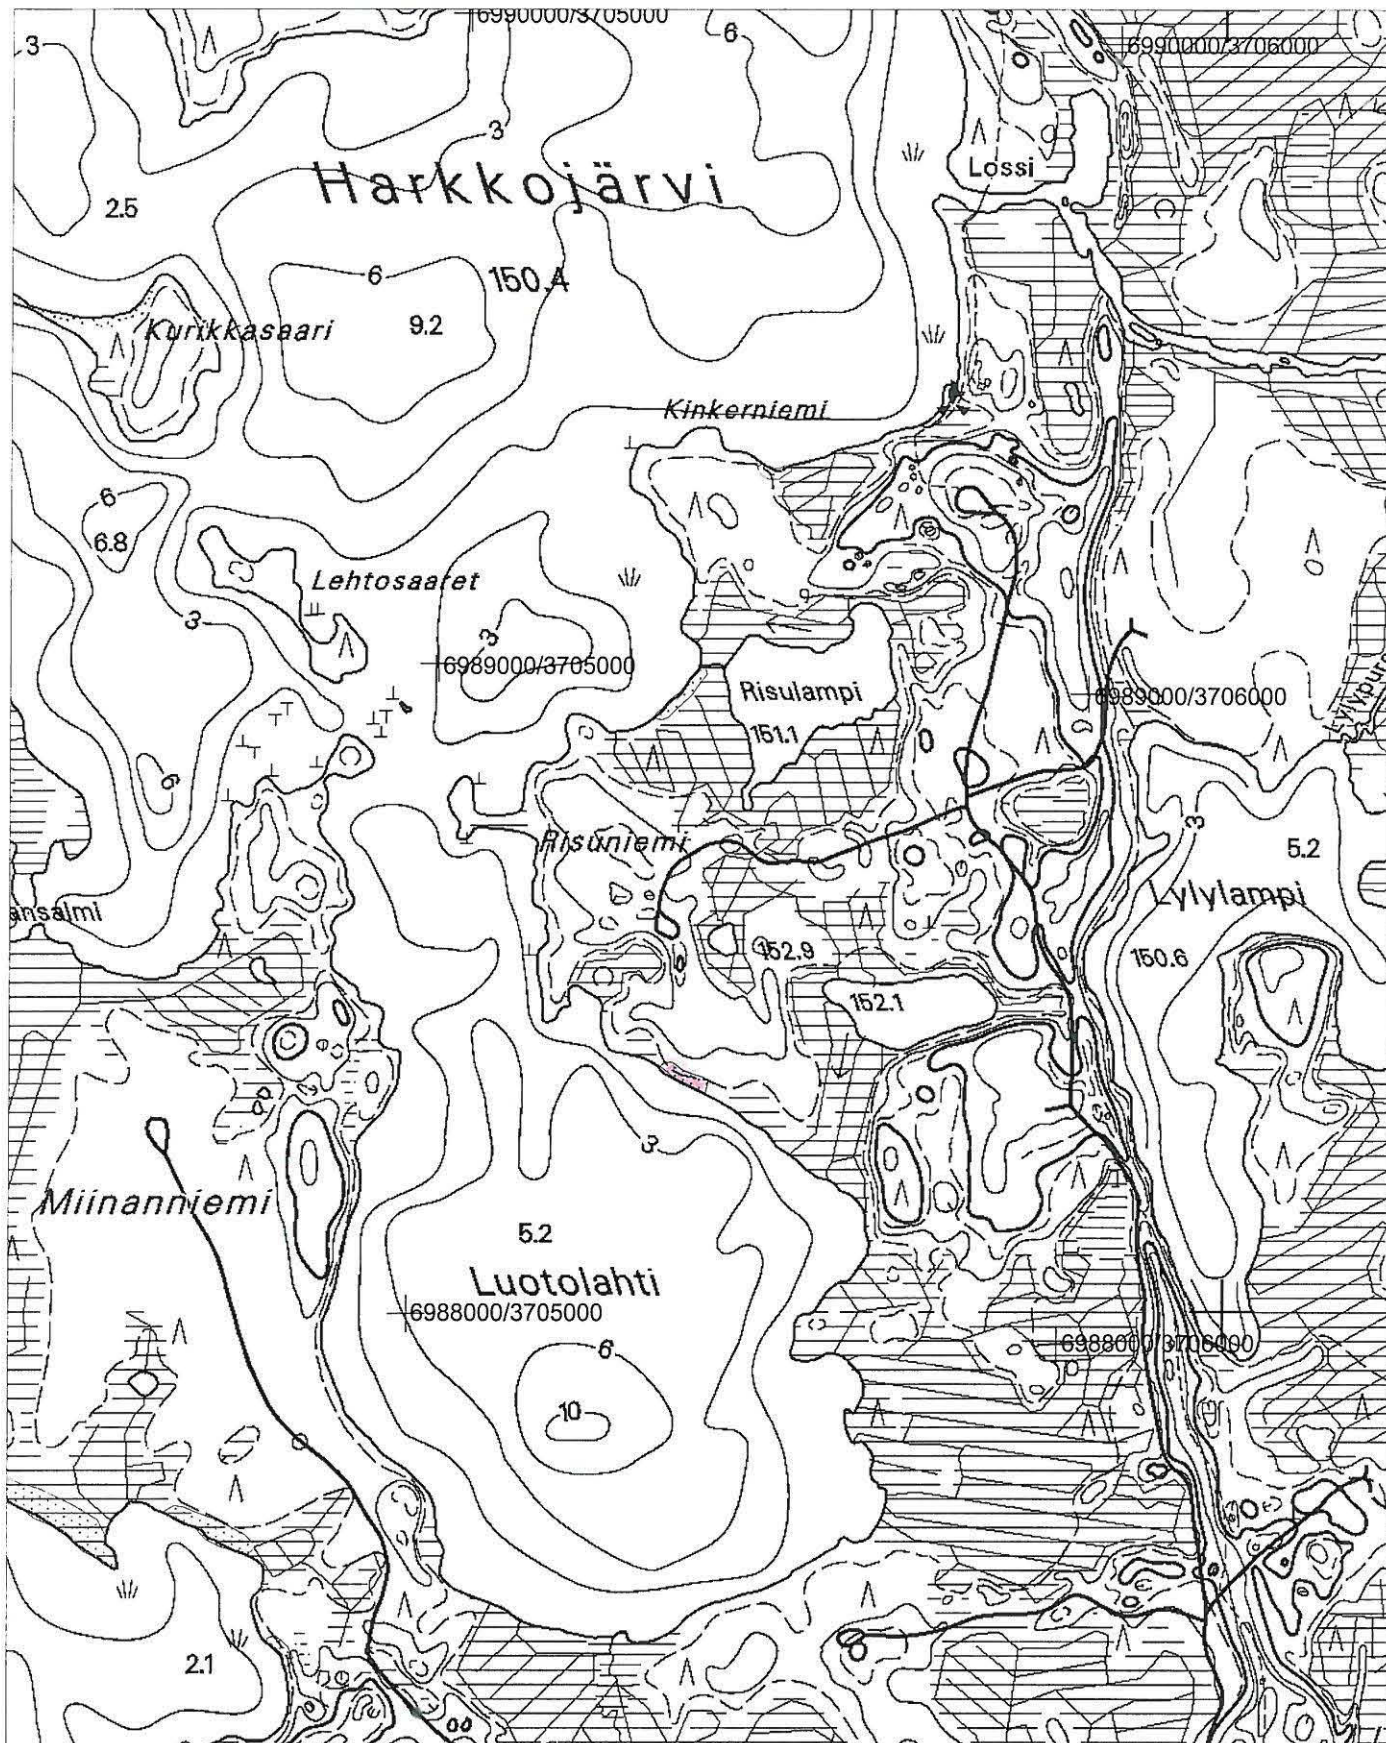 6990000/3705000
3
6
6990000/3706000
3
Harkkojärvi
Lossi
2.5
6
150.4
Kurikkasaari
9.2
Kinkerniemi
6
6.8
Lehtosaaret
3
3
6989000/3705000
Risulampi
6989000/3706000
151.1
6
3
Risuniemi
5.2
ansalmi
Lylylampi
152.9
150.6
152.1
3
Miinanniemi
5.2
Luotolahti
6988000/3705000
6988000/3706000
6
10
2.1